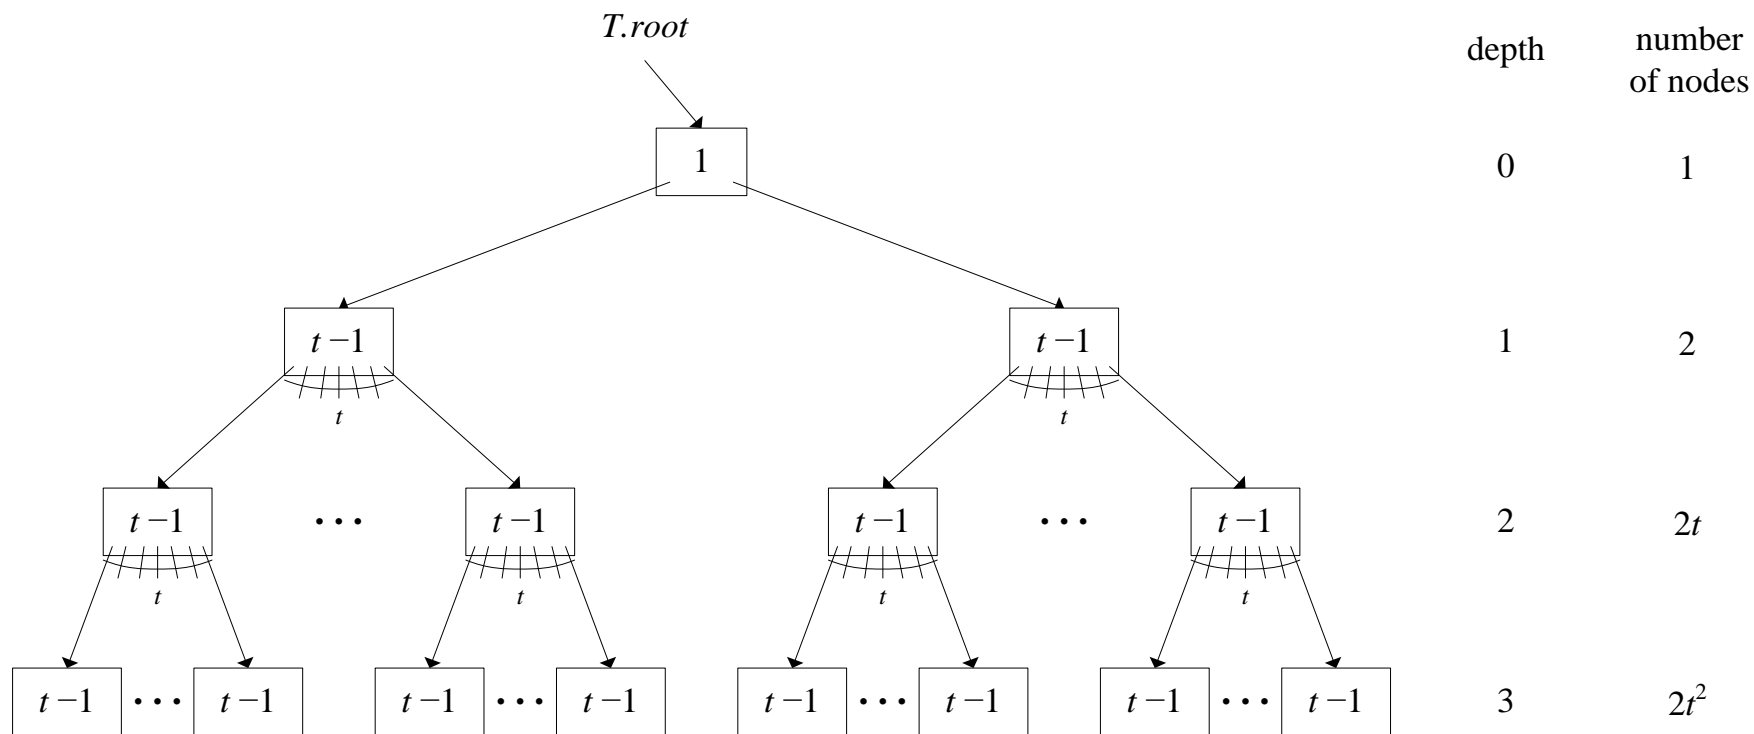 T.root
depth number of nodes
1 0 1
t −1 t −1 1 2
t t
t −1 ··· t −1 t −1 ··· t −1 2 2t
t t t t
t −1 ··· t −1 t −1 ··· t −1 t −1 ··· t −1 t −1 ··· t −1 3 2t²